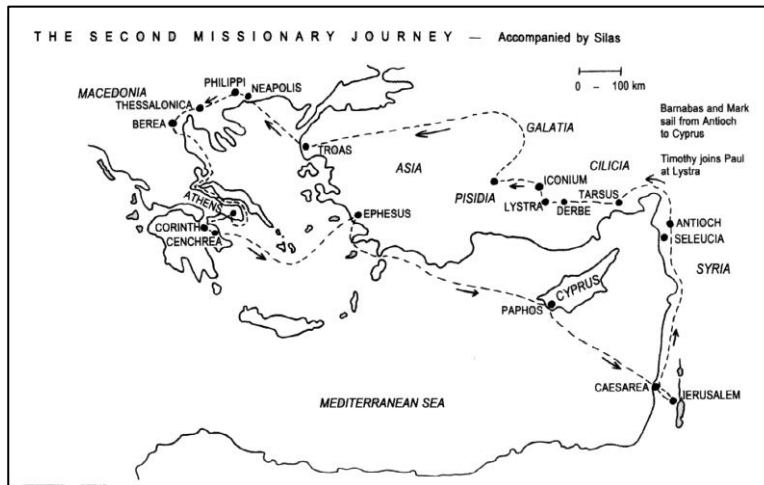 THE SECOND MISSIONARY JOURNEY — Accompanied by Silas
MACEDONIA
PHILIPPI
NEAPOLIS
THESSALONICA
BEREA
TROAS
ASIA
GALATIA
0 – 100 km
Barnabas and Mark
sail from Antioch
to Cyprus
Timothy joins Paul
at Lystra
CILICIA
ICONIUM
PISIDIA
LYSTRA
DERBE
TARSUS
ATHENS
CORINTH
CENCHREA
EPHESUS
ANTIOCH
SELEUCIA
SYRIA
CYPRUS
PAPHOS
CAESAREA
JERUSALEM
MEDITERRANEAN SEA